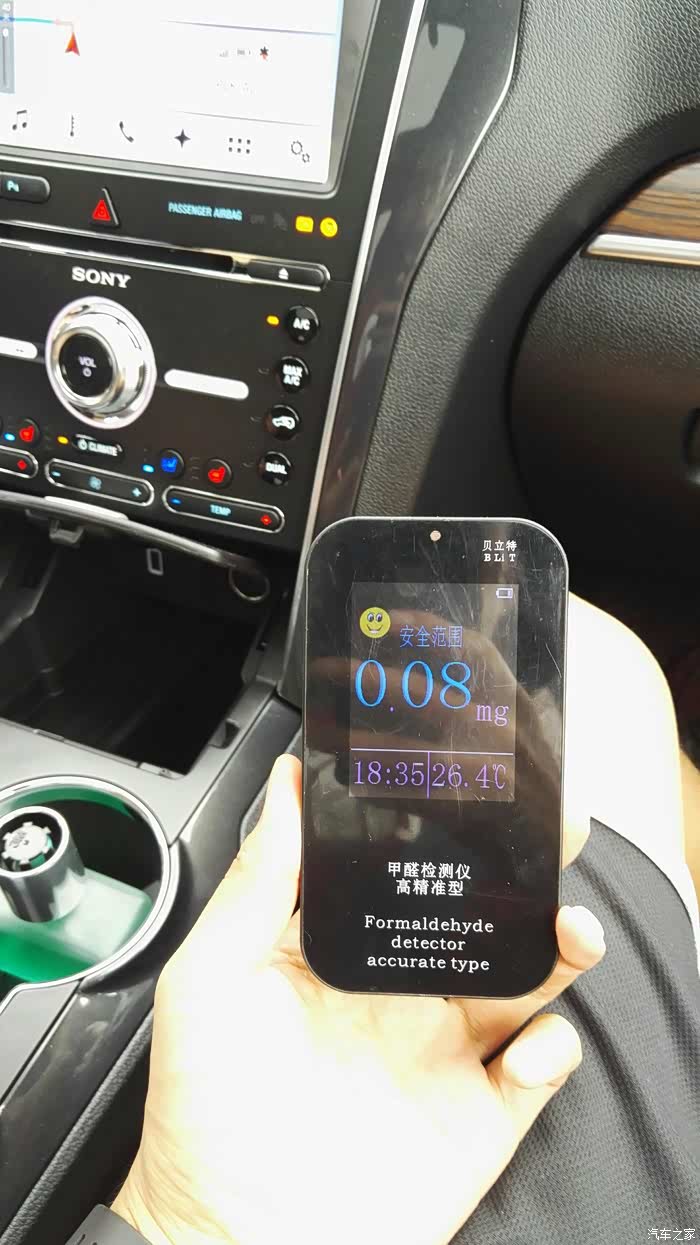 PASSENGER AIRBAG
SONY
A/C
VOL
MAX
A/C
CLIMATE
DUAL
TEMP
贝立特
BLiT
安全范围
0.08
mg
18:35
26.4℃
甲醛检测仪
高精准型
Formaldehyde
detector
accurate type
汽车之家